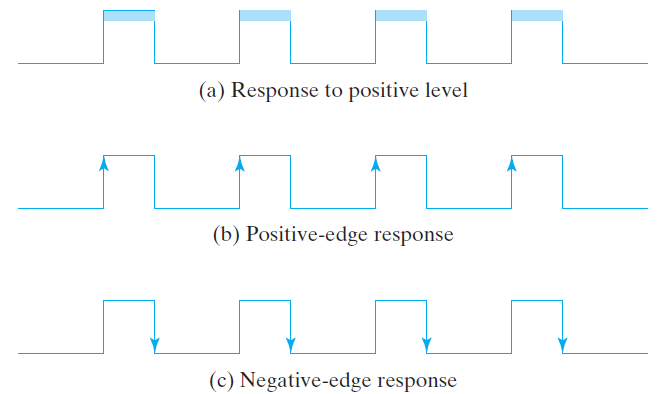 (a) Response to positive level
(b) Positive-edge response
(c) Negative-edge response